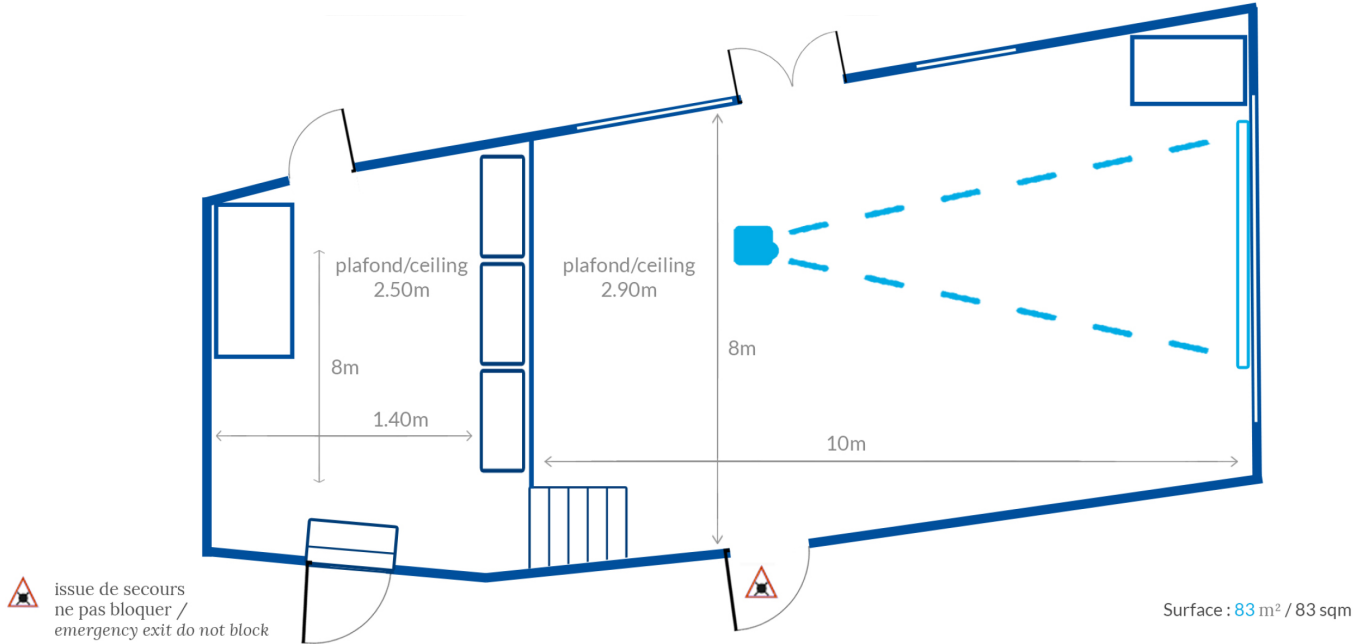 plafond/ceiling
2.50m
plafond/ceiling
2.90m
8m
8m
1.40m
10m
issue de secours
ne pas bloquer /
emergency exit do not block
Surface : 83 m² / 83 sqm